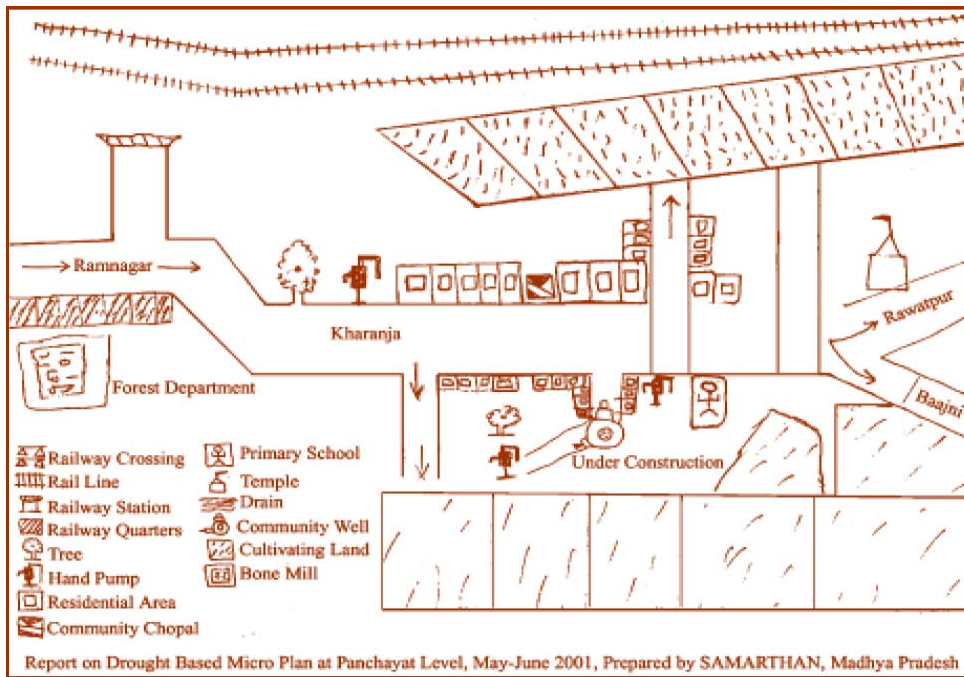 Ramnagar
Rawatpur
Kharanja
Baajni
Forest Department
Under Construction
Railway Crossing
Rail Line
Railway Station
Railway Quarters
Tree
Hand Pump
Residential Area
Community Chopal
Primary School
Temple
Drain
Community Well
Cultivating Land
Bone Mill
Report on Drought Based Micro Plan at Panchayat Level, May-June 2001, Prepared by SAMARTHAN, Madhya Pradesh